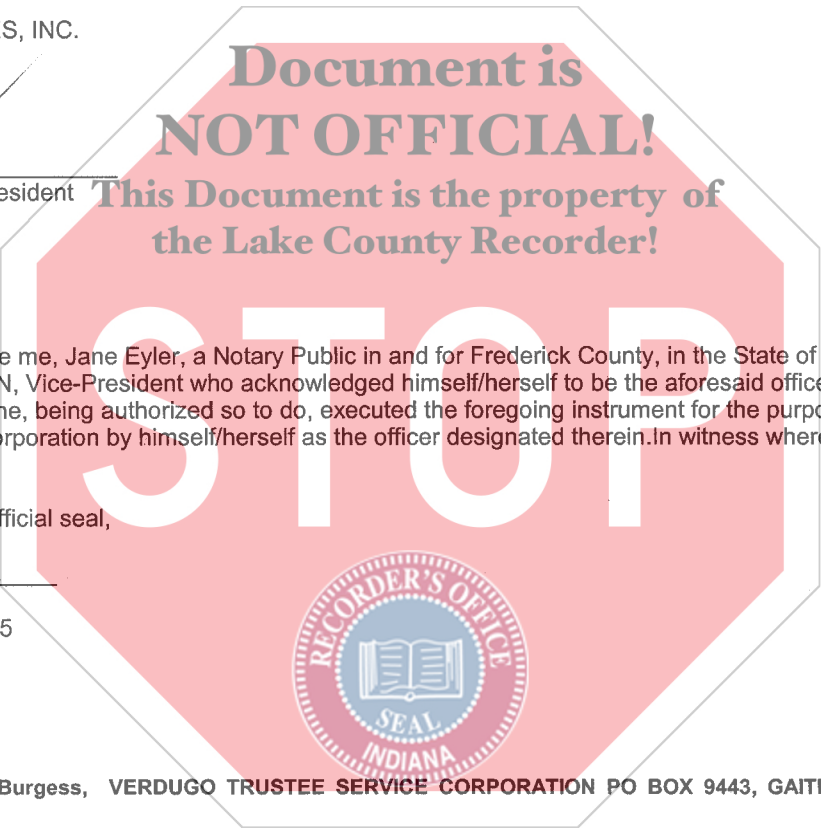 S, INC.
Document is
NOT OFFICIAL!
esident
This Document is the property of
the Lake County Recorder!
STOP
e me, Jane Eyler, a Notary Public in and for Frederick County, in the State of
N, Vice-President who acknowledged himself/herself to be the aforesaid office
ne, being authorized so to do, executed the foregoing instrument for the purpo
orporation by himself/herself as the officer designated therein.In witness where
fficial seal,
5
RECORDER'S OFFICE
SEAL
INDIANA
Burgess, VERDUGO TRUSTEE SERVICE CORPORATION PO BOX 9443, GAIT